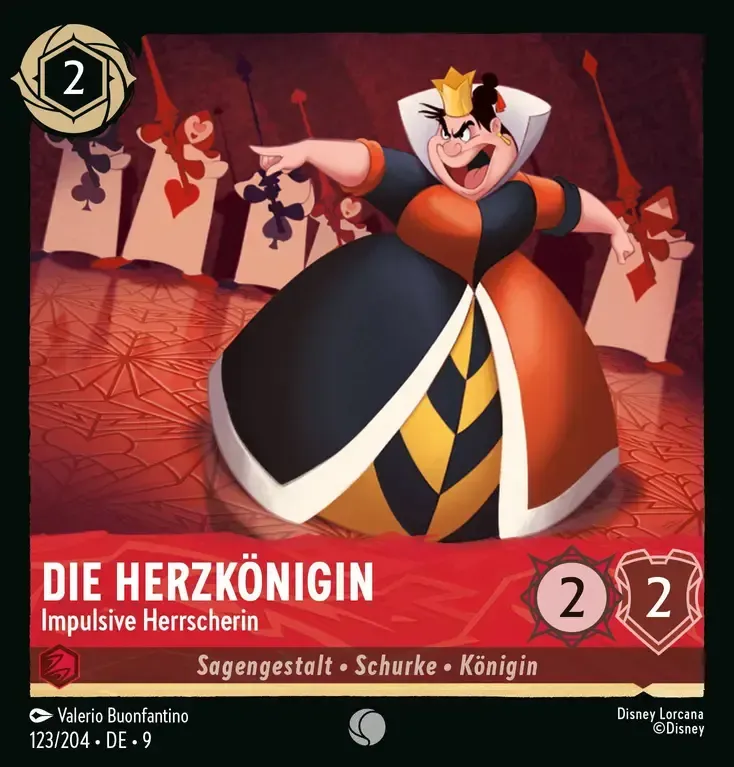 2
DIE HERZKÖNIGIN
Impulsive Herrscherin
2
2
Sagengestalt • Schurke • Königin
Valerio Buonfantino
123/204 • DE • 9
Disney Lorcana
©Disney